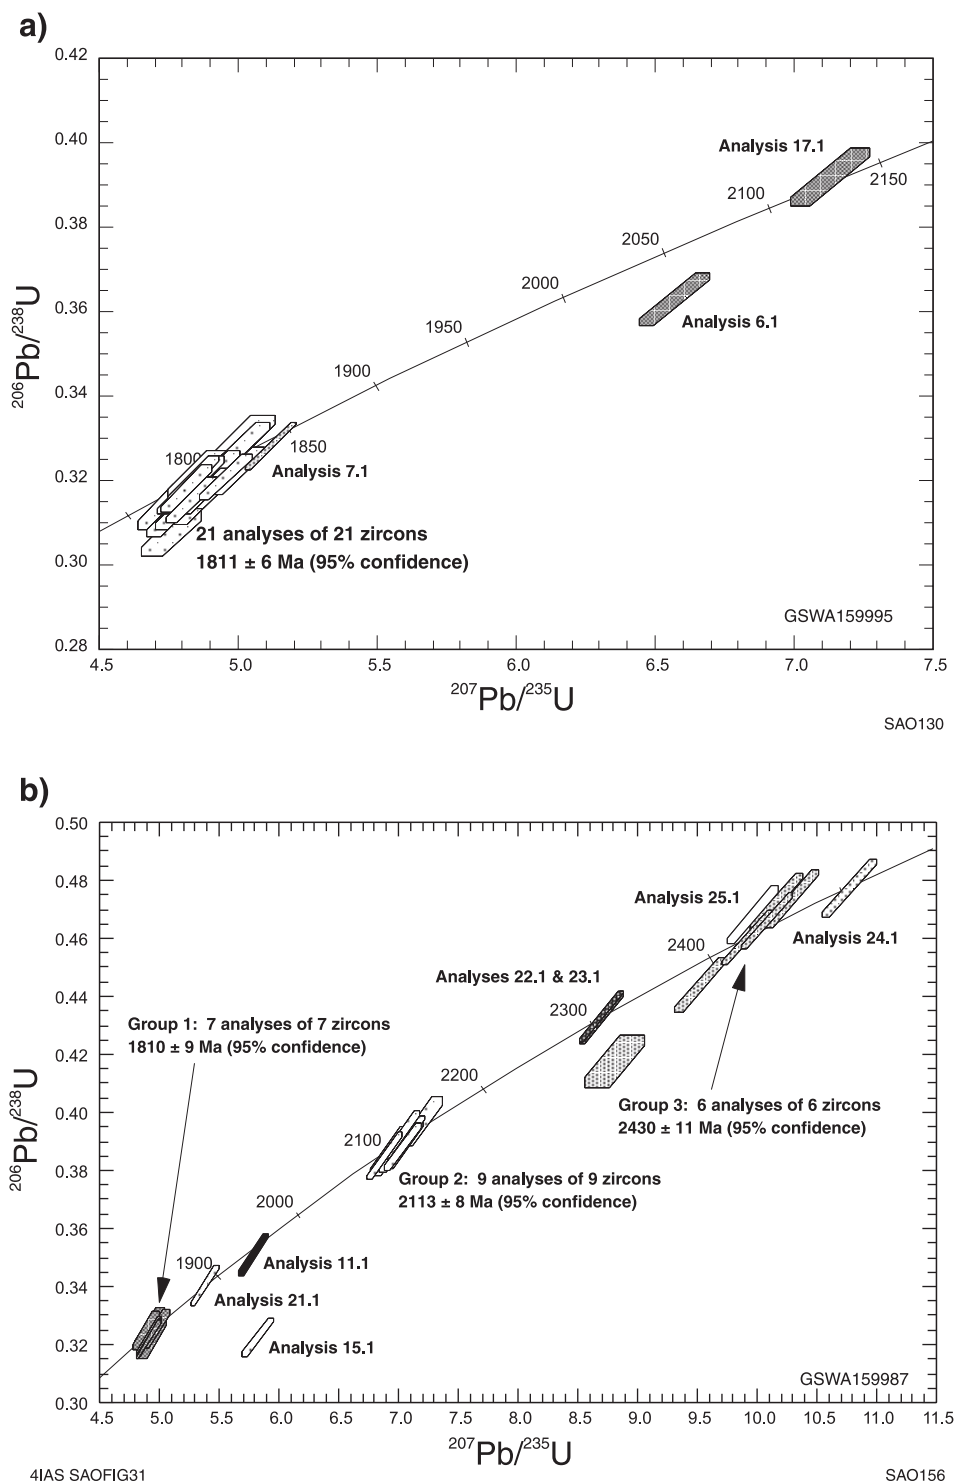 a)
0.42
0.40
0.38
0.36
0.34
0.32
0.30
0.28
²⁰⁶Pb/²³⁸U
Analysis 17.1
2150
2100
2050
2000
1950
1900
1850
1800
Analysis 6.1
Analysis 7.1
21 analyses of 21 zircons
1811 ± 6 Ma (95% confidence)
GSWA159995
4.5 5.0 5.5 6.0 6.5 7.0 7.5
²⁰⁷Pb/²³⁵U
SAO130
b)
0.50
0.48
0.46
0.44
0.42
0.40
0.38
0.36
0.34
0.32
0.30
²⁰⁶Pb/²³⁸U
Analysis 25.1
2400
Analysis 24.1
Analyses 22.1 & 23.1
2300
Group 1: 7 analyses of 7 zircons
1810 ± 9 Ma (95% confidence)
2200
Group 3: 6 analyses of 6 zircons
2430 ± 11 Ma (95% confidence)
2100
Group 2: 9 analyses of 9 zircons
2113 ± 8 Ma (95% confidence)
2000
1900
Analysis 11.1
Analysis 21.1
Analysis 15.1
GSWA159987
4.5 5.0 5.5 6.0 6.5 7.0 7.5 8.0 8.5 9.0 9.5 10.0 10.5 11.0 11.5
²⁰⁷Pb/²³⁵U
4IAS SAOFIG31
SAO156